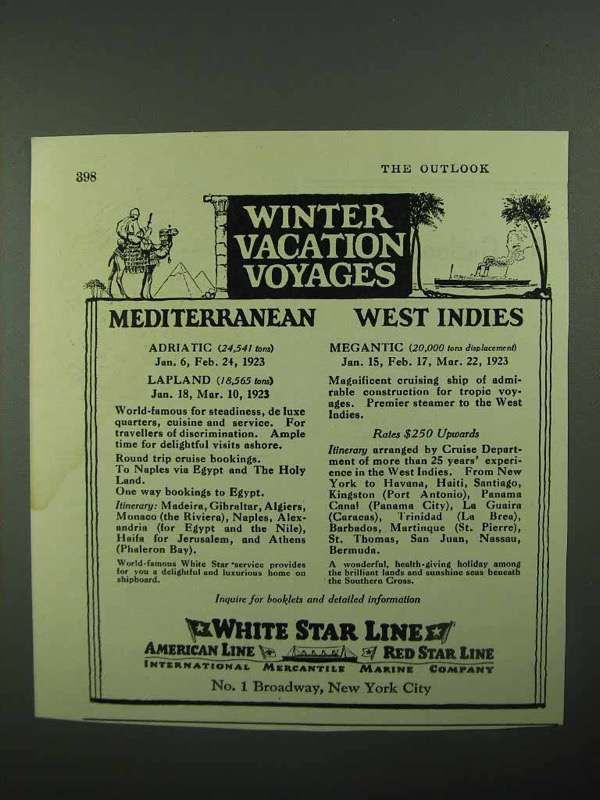 398
THE OUTLOOK
WINTER
VACATION
VOYAGES
MEDITERRANEAN
ADRIATIC (24,541 tons)
Jan. 6, Feb. 24, 1923
LAPLAND (18,565 tons)
Jan. 18, Mar. 10, 1923
World-famous for steadiness, de luxe
quarters, cuisine and service. For
travellers of discrimination. Ample
time for delightful visits ashore.
Round trip cruise bookings.
To Naples via Egypt and The Holy
Land.
One way bookings to Egypt.
Itinerary: Madeira, Gibraltar, Algiers,
Monaco (the Riviera), Naples, Alex-
andria (for Egypt and the Nile),
Haifa for Jerusalem, and Athens
(Phaleron Bay).
World-famous White Star service provides
for you a delightful and luxurious home on
shipboard.
WEST INDIES
MEGANTIC (20,000 tons displacement)
Jan. 15, Feb. 17, Mar. 22, 1923
Magnificent cruising ship of admi-
rable construction for tropic voy-
ages. Premier steamer to the West
Indies.
Rates $250 Upwards
Itinerary arranged by Cruise Depart-
ment of more than 25 years' experi-
ence in the West Indies. From New
York to Havana, Haiti, Santiago,
Kingston (Port Antonio), Panama
Canal (Panama City), La Guaira
(Caracas), Trinidad (La Brea),
Barbados, Martinique (St. Pierre),
St. Thomas, San Juan, Nassau,
Bermuda.
A wonderful, health-giving holiday among
the brilliant lands and sunshine seas beneath
the Southern Cross.
Inquire for booklets and detailed information
WHITE STAR LINE
AMERICAN LINE RED STAR LINE
INTERNATIONAL MERCANTILE MARINE COMPANY
No. 1 Broadway, New York City